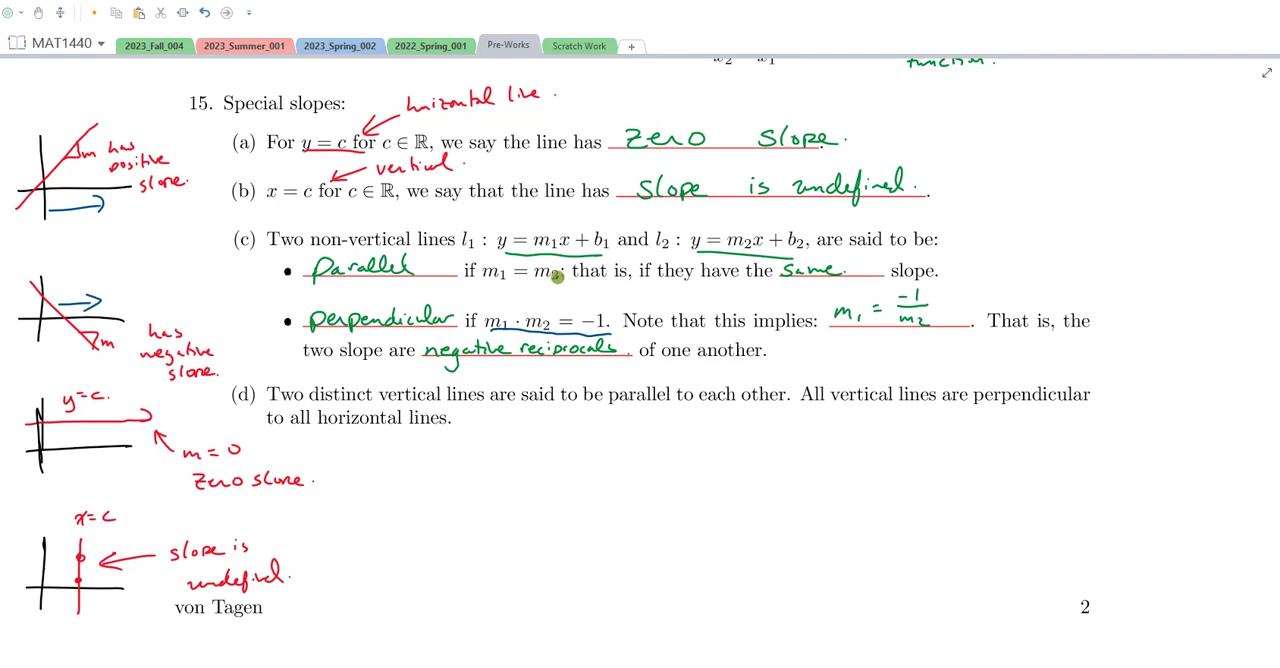 MAT1440
2023_Fall_004
2023_Summer_001
2023_Spring_002
2022_Spring_001
Pre-Works
Scratch Work
+
function.
15. Special slopes:
horizontal line.
(a) For y = c for c ∈ ℝ, we say the line has zero slope.
vertical.
(b) x = c for c ∈ ℝ, we say that the line has slope is undefined.
(c) Two non-vertical lines l₁ : y = m₁x + b₁ and l₂ : y = m₂x + b₂, are said to be:
• Parallel if m₁ = m₂; that is, if they have the same slope.
• perpendicular if m₁ · m₂ = −1. Note that this implies: m₁ = -1/m₂. That is, the
two slope are negative reciprocals. of one another.
(d) Two distinct vertical lines are said to be parallel to each other. All vertical lines are perpendicular
to all horizontal lines.
m has
positive
slope.
m
has
negative
slope.
y=c.
m = 0
Zero slope.
x=c
slope is
undefined.
von Tagen
2